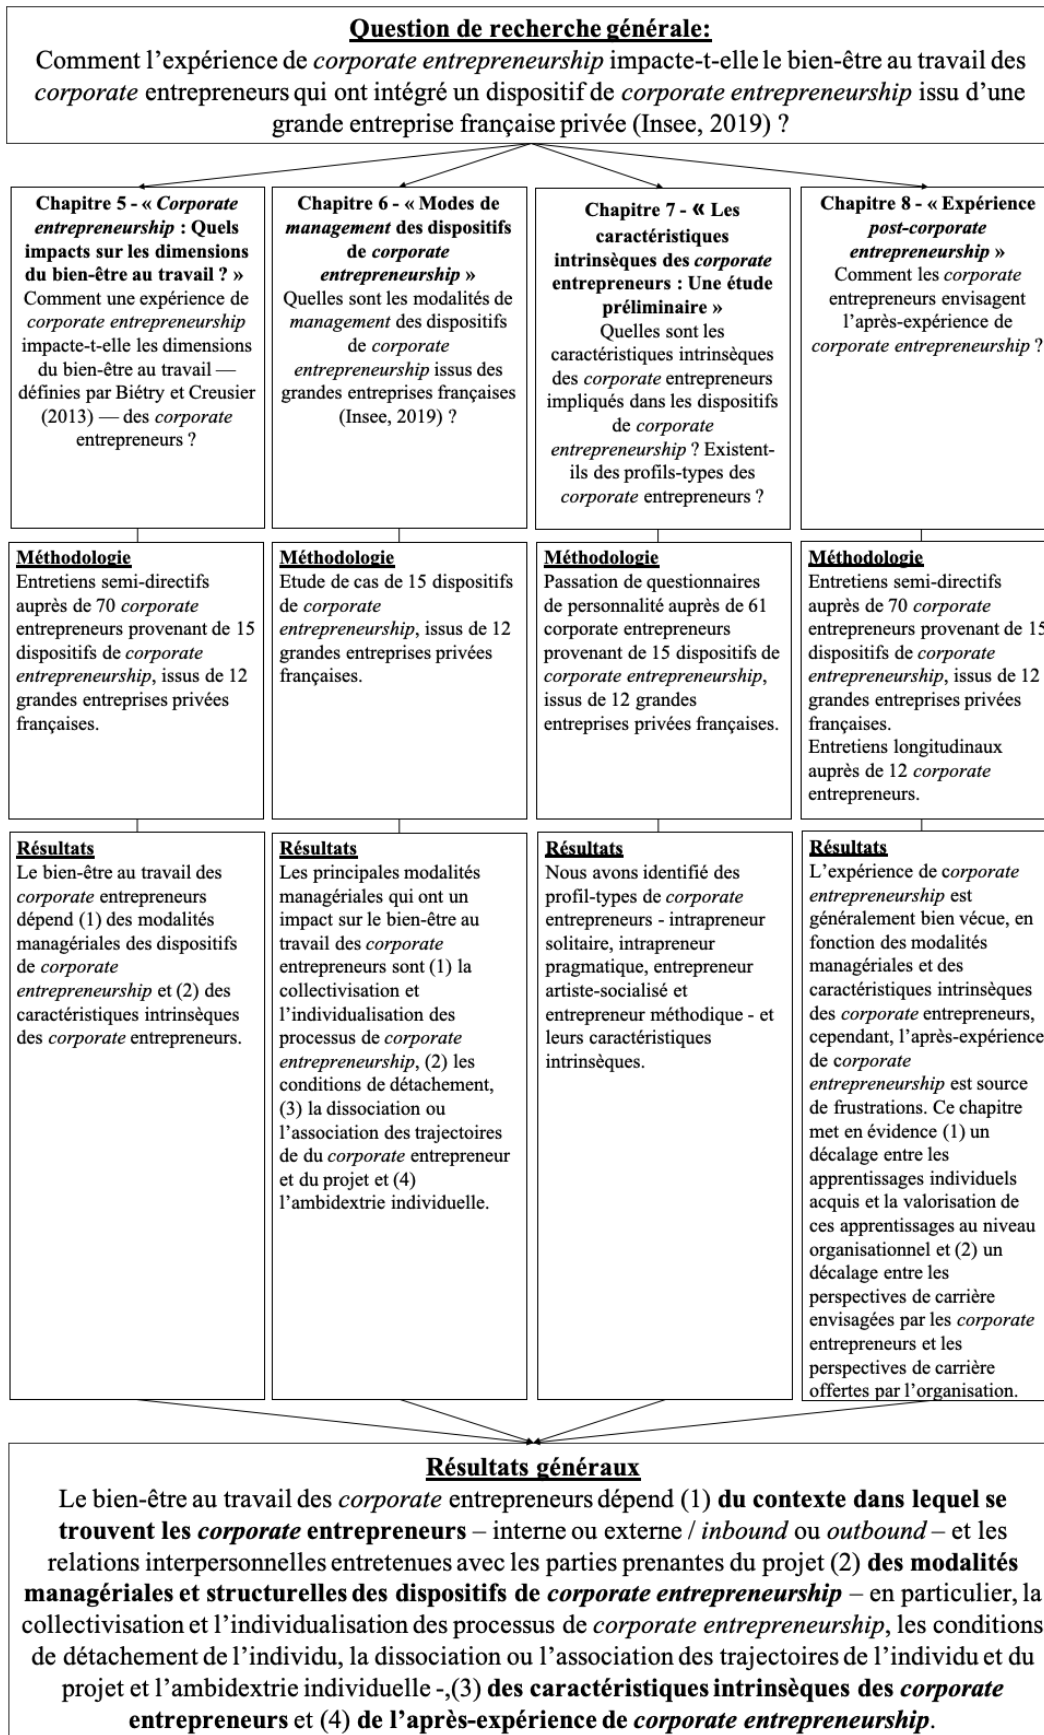 Question de recherche générale:
Comment l’expérience de corporate entrepreneurship impacte-t-elle le bien-être au travail des
corporate entrepreneurs qui ont intégré un dispositif de corporate entrepreneurship issu d’une
grande entreprise française privée (Insee, 2019) ?
Chapitre 5 - « Corporate
entrepreneurship : Quels
impacts sur les dimensions
du bien-être au travail ? »
Comment une expérience de
corporate entrepreneurship
impacte-t-elle les dimensions
du bien-être au travail —
définies par Biétry et Creusier
(2013) — des corporate
entrepreneurs ?
Chapitre 6 - « Modes de
management des dispositifs
de corporate
entrepreneurship »
Quelles sont les modalités de
management des dispositifs
de corporate
entrepreneurship issus des
grandes entreprises françaises
(Insee, 2019) ?
Chapitre 7 - « Les
caractéristiques
intrinsèques des corporate
entrepreneurs : Une étude
préliminaire »
Quelles sont les
caractéristiques intrinsèques
des corporate entrepreneurs
impliqués dans les dispositifs
de corporate
entrepreneurship ? Existent-
ils des profils-types des
corporate entrepreneurs ?
Chapitre 8 - « Expérience
post-corporate
entrepreneurship »
Comment les corporate
entrepreneurs envisagent
l’après-expérience de
corporate entrepreneurship ?
Méthodologie
Entretiens semi-directifs
auprès de 70 corporate
entrepreneurs provenant de 15
dispositifs de corporate
entrepreneurship, issus de 12
grandes entreprises privées
françaises.
Méthodologie
Etude de cas de 15 dispositifs
de corporate
entrepreneurship, issus de 12
grandes entreprises privées
françaises.
Méthodologie
Passation de questionnaires
de personnalité auprès de 61
corporate entrepreneurs
provenant de 15 dispositifs de
corporate entrepreneurship,
issus de 12 grandes
entreprises privées françaises.
Méthodologie
Entretiens semi-directifs
auprès de 70 corporate
entrepreneurs provenant de 15
dispositifs de corporate
entrepreneurship, issus de 12
grandes entreprises privées
françaises.
Entretiens longitudinaux
auprès de 12 corporate
entrepreneurs.
Résultats
Le bien-être au travail des
corporate entrepreneurs
dépend (1) des modalités
managériales des dispositifs
de corporate
entrepreneurship et (2) des
caractéristiques intrinsèques
des corporate entrepreneurs.
Résultats
Les principales modalités
managériales qui ont un
impact sur le bien-être au
travail des corporate
entrepreneurs sont (1) la
collectivisation et
l’individualisation des
processus de corporate
entrepreneurship, (2) les
conditions de détachement,
(3) la dissociation ou
l’association des trajectoires
de du corporate entrepreneur
et du projet et (4)
l’ambidextrie individuelle.
Résultats
Nous avons identifié des
profil-types de corporate
entrepreneurs - intrapreneur
solitaire, intrapreneur
pragmatique, entrepreneur
artiste-socialisé et
entrepreneur méthodique - et
leurs caractéristiques
intrinsèques.
Résultats
L’expérience de corporate
entrepreneurship est
généralement bien vécue, en
fonction des modalités
managériales et des
caractéristiques intrinsèques
des corporate entrepreneurs,
cependant, l’après-expérience
de corporate
entrepreneurship est source
de frustrations. Ce chapitre
met en évidence (1) un
décalage entre les
apprentissages individuels
acquis et la valorisation de
ces apprentissages au niveau
organisationnel et (2) un
décalage entre les
perspectives de carrière
envisagées par les corporate
entrepreneurs et les
perspectives de carrière
offertes par l’organisation.
Résultats généraux
Le bien-être au travail des corporate entrepreneurs dépend (1) du contexte dans lequel se
trouvent les corporate entrepreneurs – interne ou externe / inbound ou outbound – et les
relations interpersonnelles entretenues avec les parties prenantes du projet (2) des modalités
managériales et structurelles des dispositifs de corporate entrepreneurship – en particulier, la
collectivisation et l’individualisation des processus de corporate entrepreneurship, les conditions
de détachement de l’individu, la dissociation ou l’association des trajectoires de l’individu et du
projet et l’ambidextrie individuelle -,(3) des caractéristiques intrinsèques des corporate
entrepreneurs et (4) de l’après-expérience de corporate entrepreneurship.